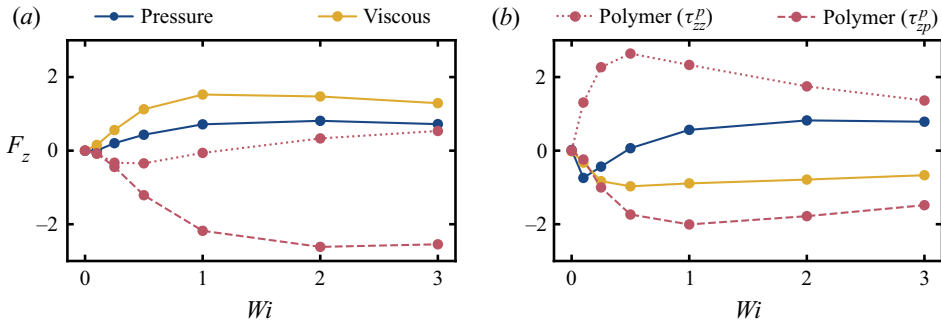 (a) Pressure Viscous (b) Polymer (τ^p_zz) Polymer (τ^p_zp)
2 2
F_z 0 0
−2 −2
0 1 2 3 0 1 2 3
Wi Wi